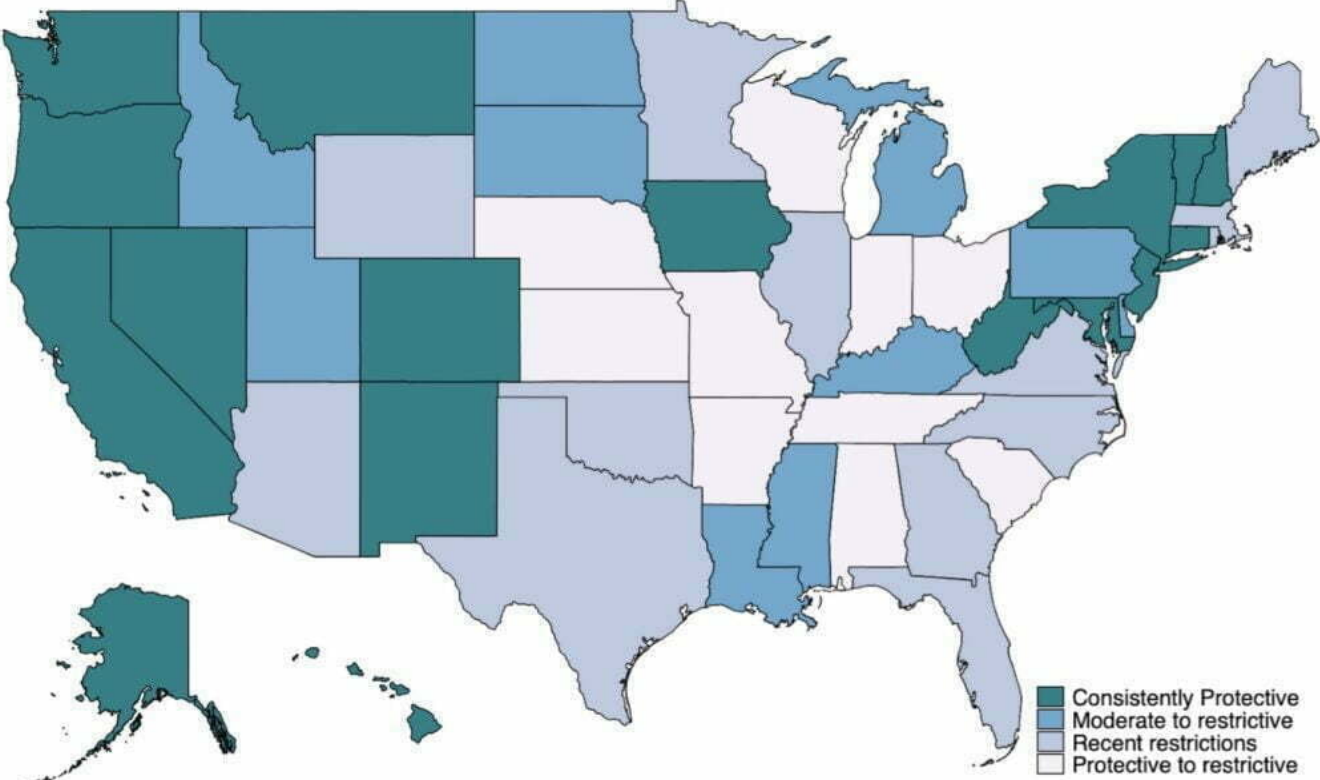 Consistently Protective
Moderate to restrictive
Recent restrictions
Protective to restrictive